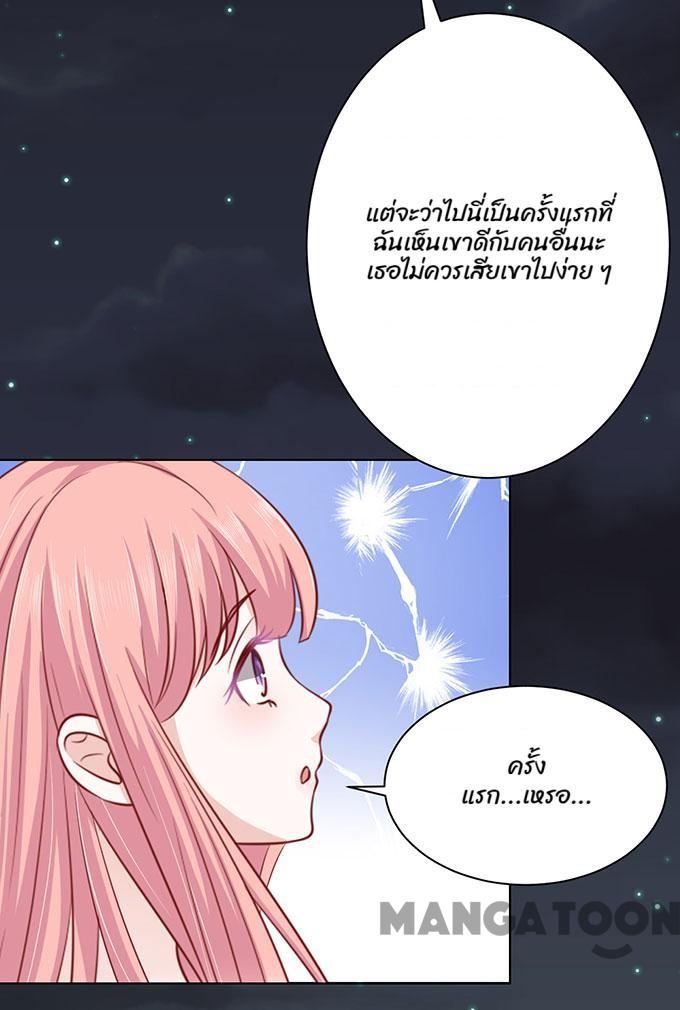 แต่จะว่าไปนี่เป็นครั้งแรกที่
ฉันเห็นเขาดีกับคนอื่นนะ
เธอไม่ควรเสียเขาไปง่าย ๆ
ครั้ง
แรก...เหรอ...
MANGATOON